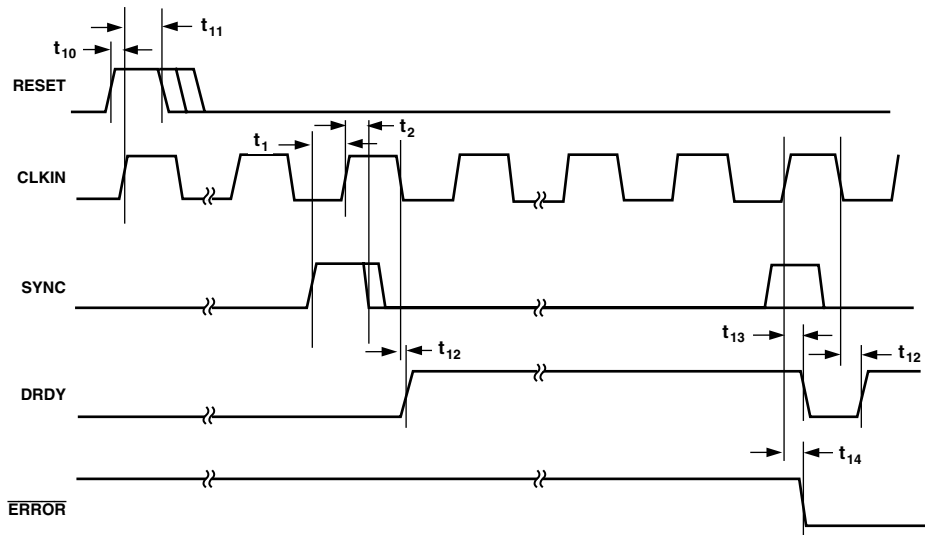 t11
t10
RESET
t2
t1
CLKIN
SYNC
t13
t12
t12
DRDY
t14
ERROR